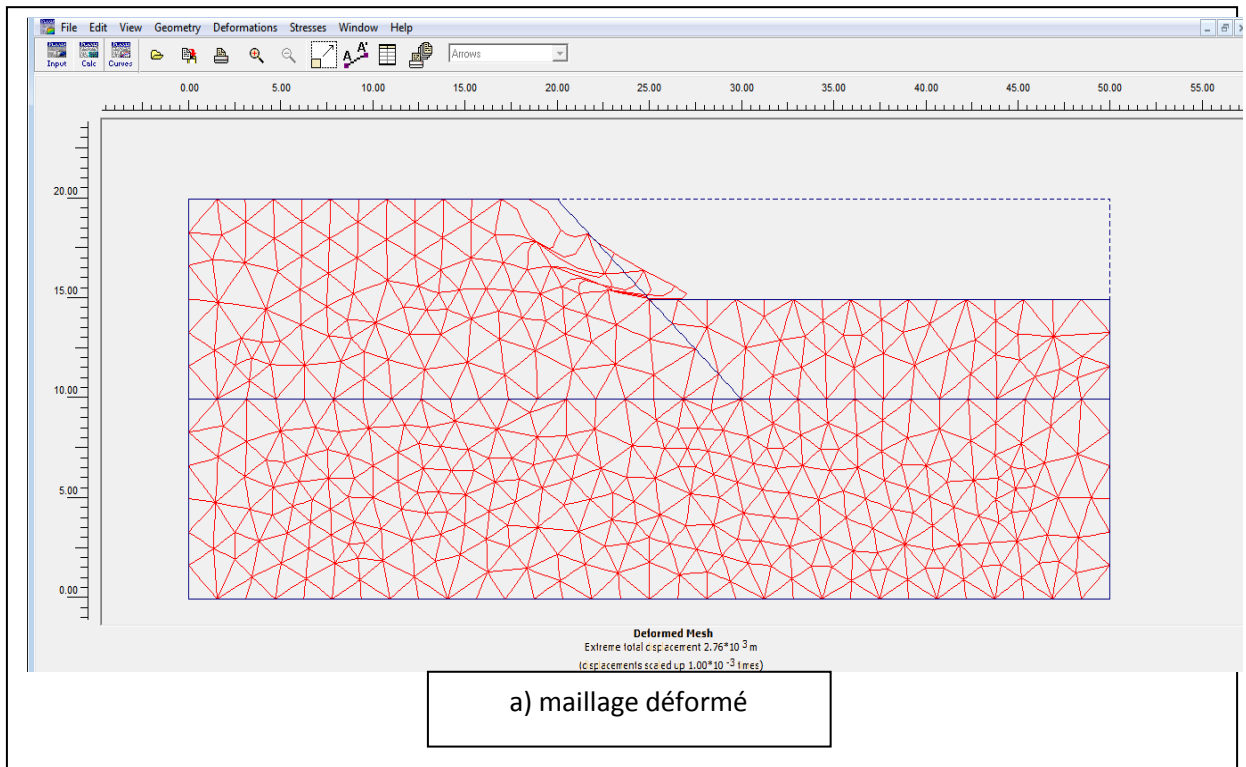 File Edit View Geometry Deformations Stresses Window Help
Input Calc Curves Arrows
0.00 5.00 10.00 15.00 20.00 25.00 30.00 35.00 40.00 45.00 50.00 55.00
20.00
15.00
10.00
5.00
0.00
Deformed Mesh
Extreme total displacement 2.76*10 3 m
(displacements scaled up 1.00*10 -3 times)
a) maillage déformé